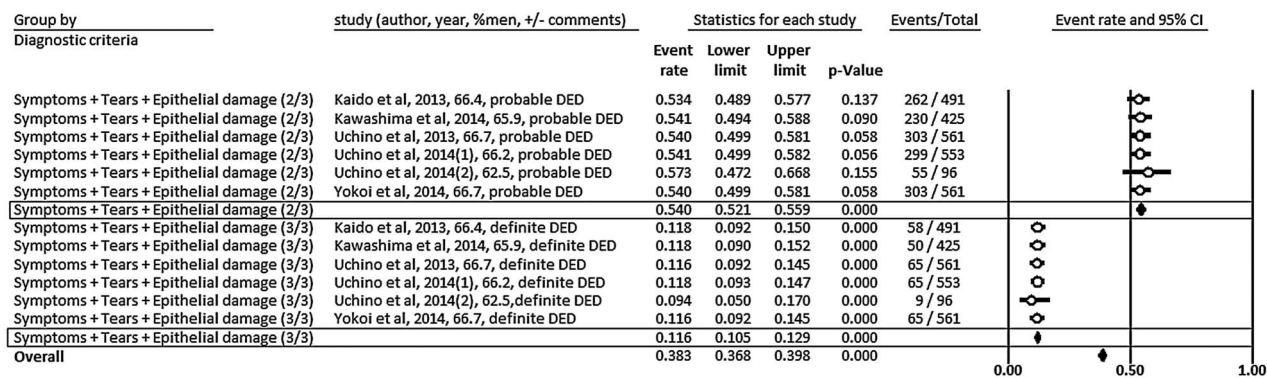 Group by study (author, year, %men, +/- comments) Statistics for each study Events/Total Event rate and 95% CI
Diagnostic criteria
Event Lower Upper
rate limit limit p-Value
Symptoms + Tears + Epithelial damage (2/3) Kaido et al, 2013, 66.4, probable DED 0.534 0.489 0.577 0.137 262 / 491
Symptoms + Tears + Epithelial damage (2/3) Kawashima et al, 2014, 65.9, probable DED 0.541 0.494 0.588 0.090 230 / 425
Symptoms + Tears + Epithelial damage (2/3) Uchino et al, 2013, 66.7, probable DED 0.540 0.499 0.581 0.058 303 / 561
Symptoms + Tears + Epithelial damage (2/3) Uchino et al, 2014(1), 66.2, probable DED 0.541 0.499 0.582 0.056 299 / 553
Symptoms + Tears + Epithelial damage (2/3) Uchino et al, 2014(2), 62.5, probable DED 0.573 0.472 0.668 0.155 55 / 96
Symptoms + Tears + Epithelial damage (2/3) Yokoi et al, 2014, 66.7, probable DED 0.540 0.499 0.581 0.058 303 / 561
Symptoms + Tears + Epithelial damage (2/3) 0.540 0.521 0.559 0.000
Symptoms + Tears + Epithelial damage (3/3) Kaido et al, 2013, 66.4, definite DED 0.118 0.092 0.150 0.000 58 / 491
Symptoms + Tears + Epithelial damage (3/3) Kawashima et al, 2014, 65.9, definite DED 0.118 0.090 0.152 0.000 50 / 425
Symptoms + Tears + Epithelial damage (3/3) Uchino et al, 2013, 66.7, definite DED 0.116 0.092 0.145 0.000 65 / 561
Symptoms + Tears + Epithelial damage (3/3) Uchino et al, 2014(1), 66.2, definite DED 0.118 0.093 0.147 0.000 65 / 553
Symptoms + Tears + Epithelial damage (3/3) Uchino et al, 2014(2), 62.5,definite DED 0.094 0.050 0.170 0.000 9 / 96
Symptoms + Tears + Epithelial damage (3/3) Yokoi et al, 2014, 66.7, definite DED 0.116 0.092 0.145 0.000 65 / 561
Symptoms + Tears + Epithelial damage (3/3) 0.116 0.105 0.129 0.000
Overall 0.383 0.368 0.398 0.000
0.00 0.50 1.00